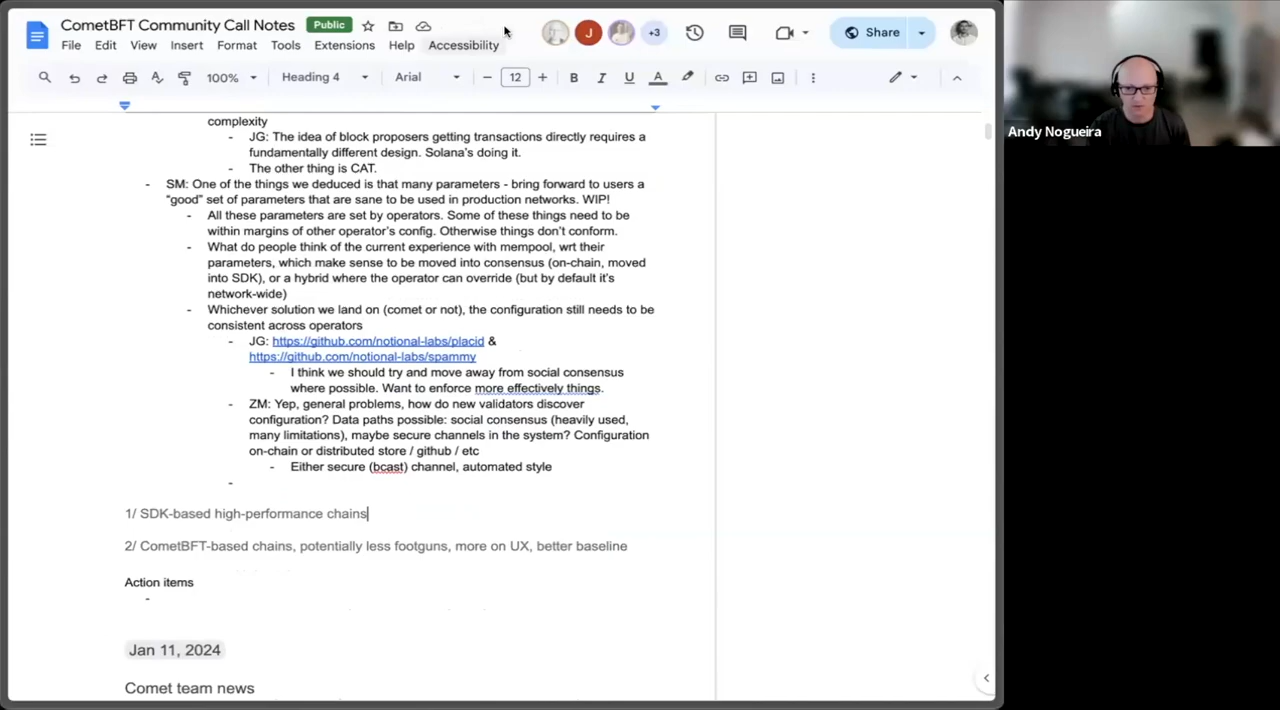 CometBFT Community Call Notes
Public
J
+3
Share
File Edit View Insert Format Tools Extensions Help Accessibility
100% Heading 4 Arial 12 B I U A
Andy Nogueira
complexity
- JG: The idea of block proposers getting transactions directly requires a
fundamentally different design. Solana's doing it.
- The other thing is CAT.
- SM: One of the things we deduced is that many parameters - bring forward to users a
“good” set of parameters that are sane to be used in production networks. WIP!
- All these parameters are set by operators. Some of these things need to be
within margins of other operator's config. Otherwise things don't conform.
- What do people think of the current experience with mempool, wrt their
parameters, which make sense to be moved into consensus (on-chain, moved
into SDK), or a hybrid where the operator can override (but by default it's
network-wide)
- Whichever solution we land on (comet or not), the configuration still needs to be
consistent across operators
- JG: https://github.com/notional-labs/placid &
https://github.com/notional-labs/spammy
- I think we should try and move away from social consensus
where possible. Want to enforce more effectively things.
- ZM: Yep, general problems, how do new validators discover
configuration? Data paths possible: social consensus (heavily used,
many limitations), maybe secure channels in the system? Configuration
on-chain or distributed store / github / etc
- Either secure (bcast) channel, automated style
-
1/ SDK-based high-performance chains
2/ CometBFT-based chains, potentially less footguns, more on UX, better baseline
Action items
-
Jan 11, 2024
Comet team news